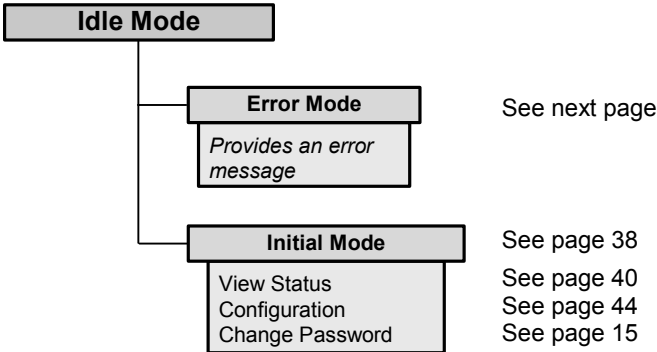 Idle Mode
Error Mode
See next page
Provides an error
message
Initial Mode
See page 38
View Status
See page 40
Configuration
See page 44
Change Password
See page 15